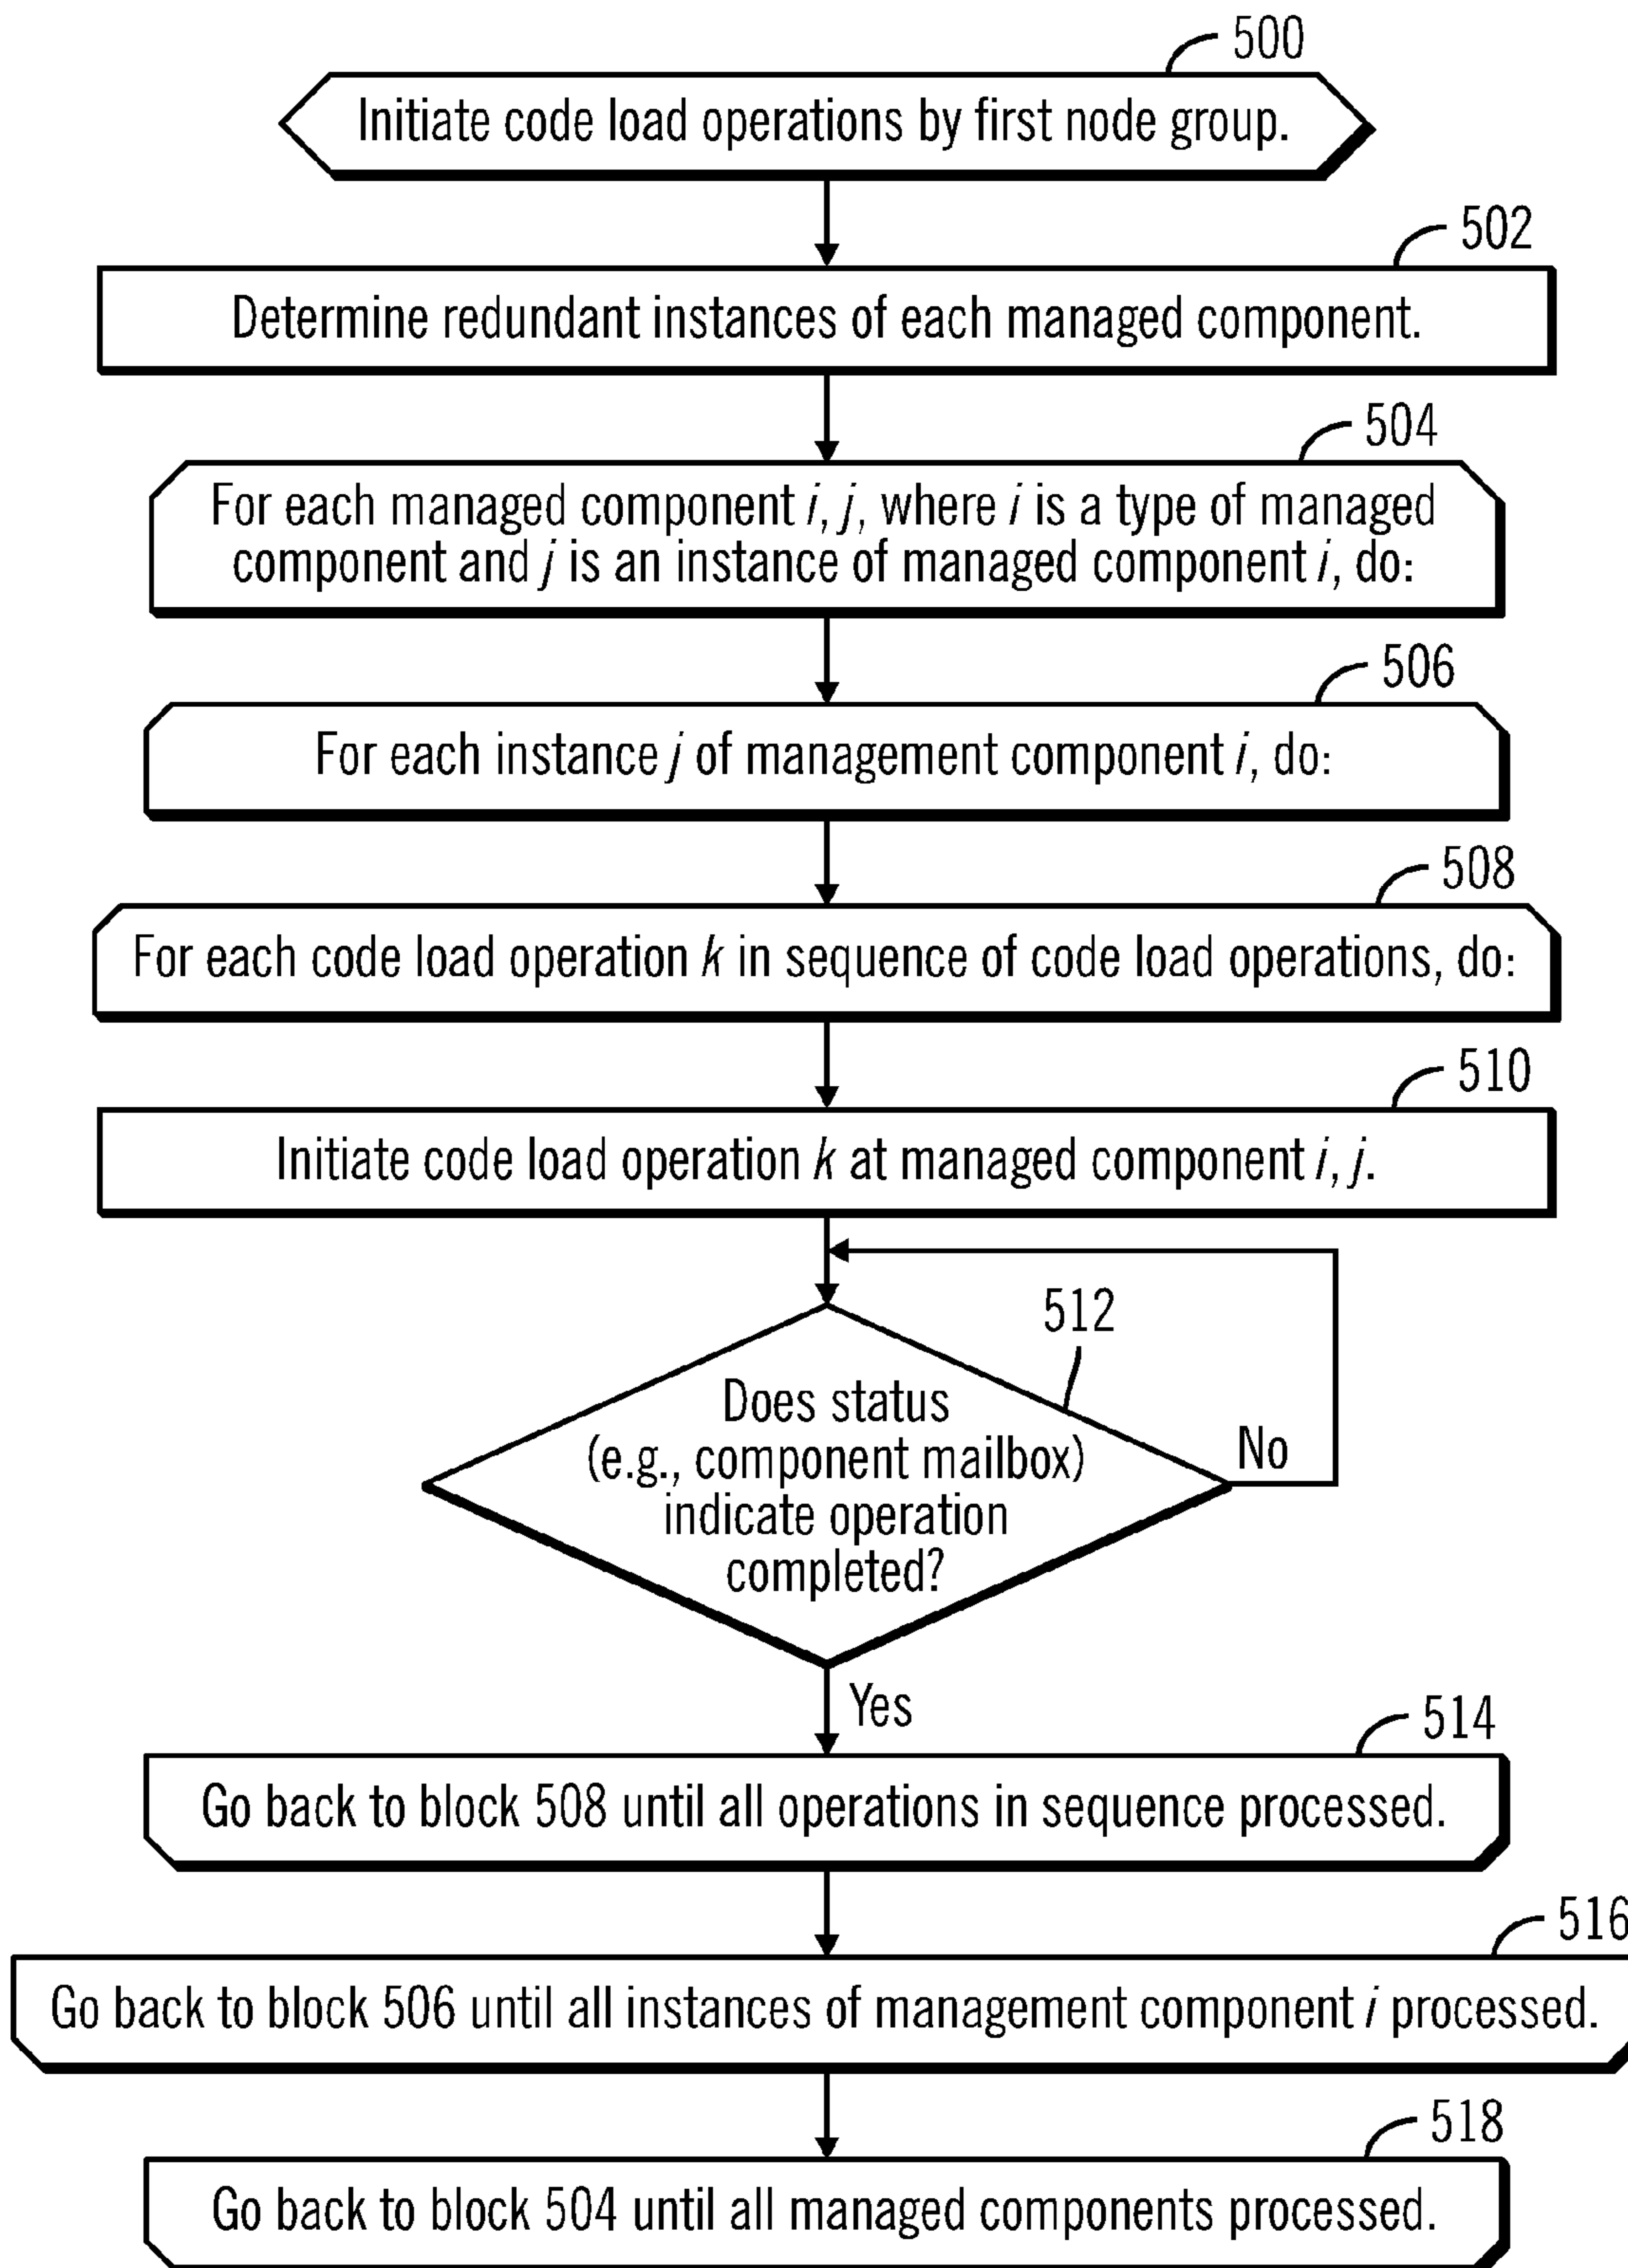 500
Initiate code load operations by first node group.
502
Determine redundant instances of each managed component.
504
For each managed component i, j, where i is a type of managed
component and j is an instance of managed component i, do:
506
For each instance j of management component i, do:
508
For each code load operation k in sequence of code load operations, do:
510
Initiate code load operation k at managed component i, j.
512
Does status
(e.g., component mailbox)
indicate operation
completed?
No
Yes
514
Go back to block 508 until all operations in sequence processed.
516
Go back to block 506 until all instances of management component i processed.
518
Go back to block 504 until all managed components processed.